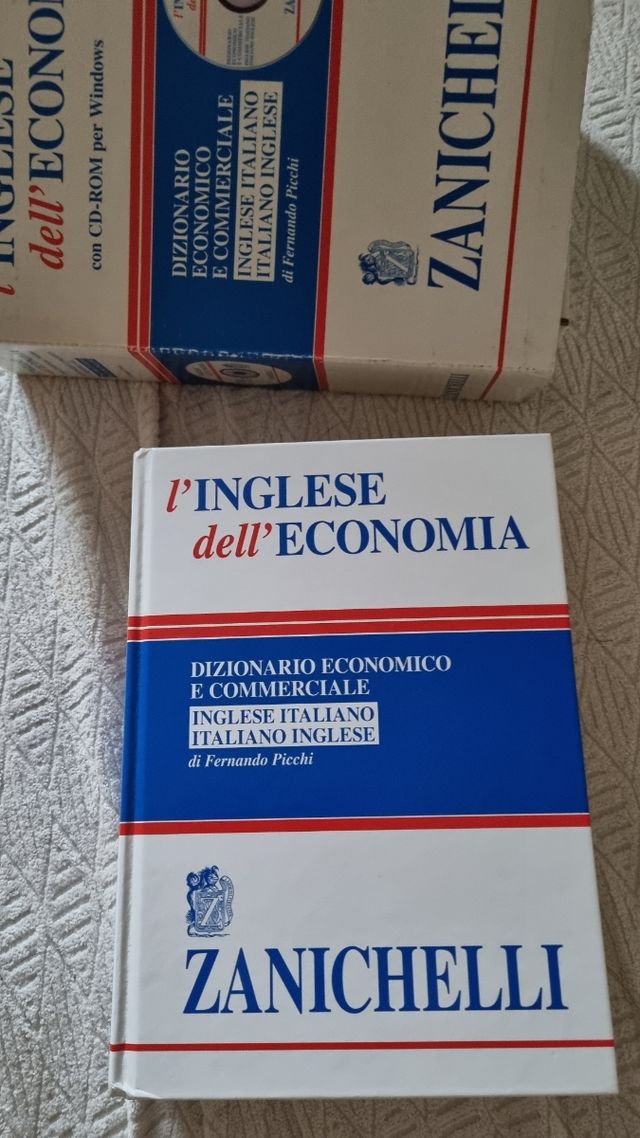 l'INGLESE
dell'ECONO
con CD-ROM per Windows
DIZIONARIO
ECONOMICO
E COMMERCIALE
INGLESE ITALIANO
ITALIANO INGLESE
di Fernando Picchi
ZANICHEL
l'INGLESE
dell'ECONOMIA
DIZIONARIO ECONOMICO
E COMMERCIALE
INGLESE ITALIANO
ITALIANO INGLESE
di Fernando Picchi
Z
ZANICHELLI